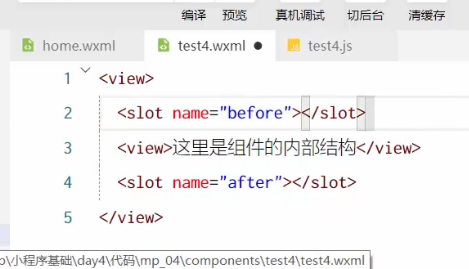 编译 预览 真机调试 切后台 清缓存
home.wxml test4.wxml test4.js
1 <view>
2 <slot name="before"></slot>
3 <view>这里是组件的内部结构</view>
4 <slot name="after"></slot>
5 </view>
\小程序基础\day4\代码\mp_04\components\test4\test4.wxml